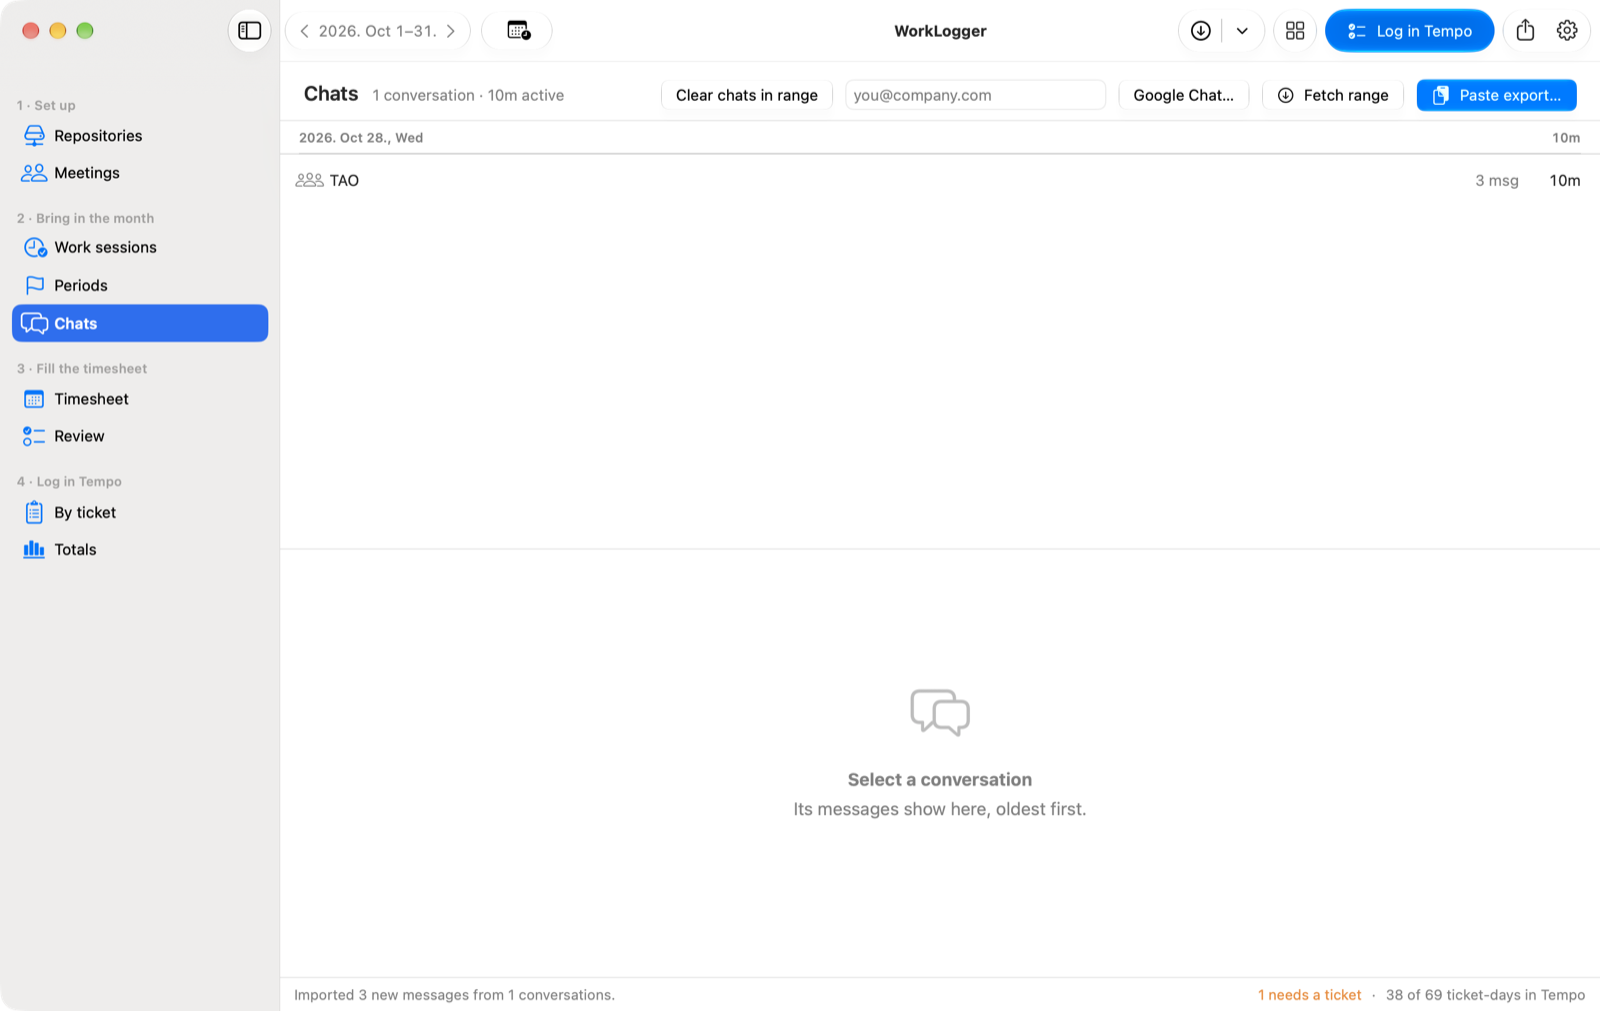 2026. Oct 1–31.
WorkLogger
Log in Tempo
1 · Set up
Repositories
Meetings
2 · Bring in the month
Work sessions
Periods
Chats
3 · Fill the timesheet
Timesheet
Review
4 · Log in Tempo
By ticket
Totals
Chats 1 conversation · 10m active
Clear chats in range
you@company.com
Google Chat...
Fetch range
Paste export...
2026. Oct 28., Wed 10m
TAO 3 msg 10m
Select a conversation
Its messages show here, oldest first.
Imported 3 new messages from 1 conversations.
1 needs a ticket · 38 of 69 ticket-days in Tempo